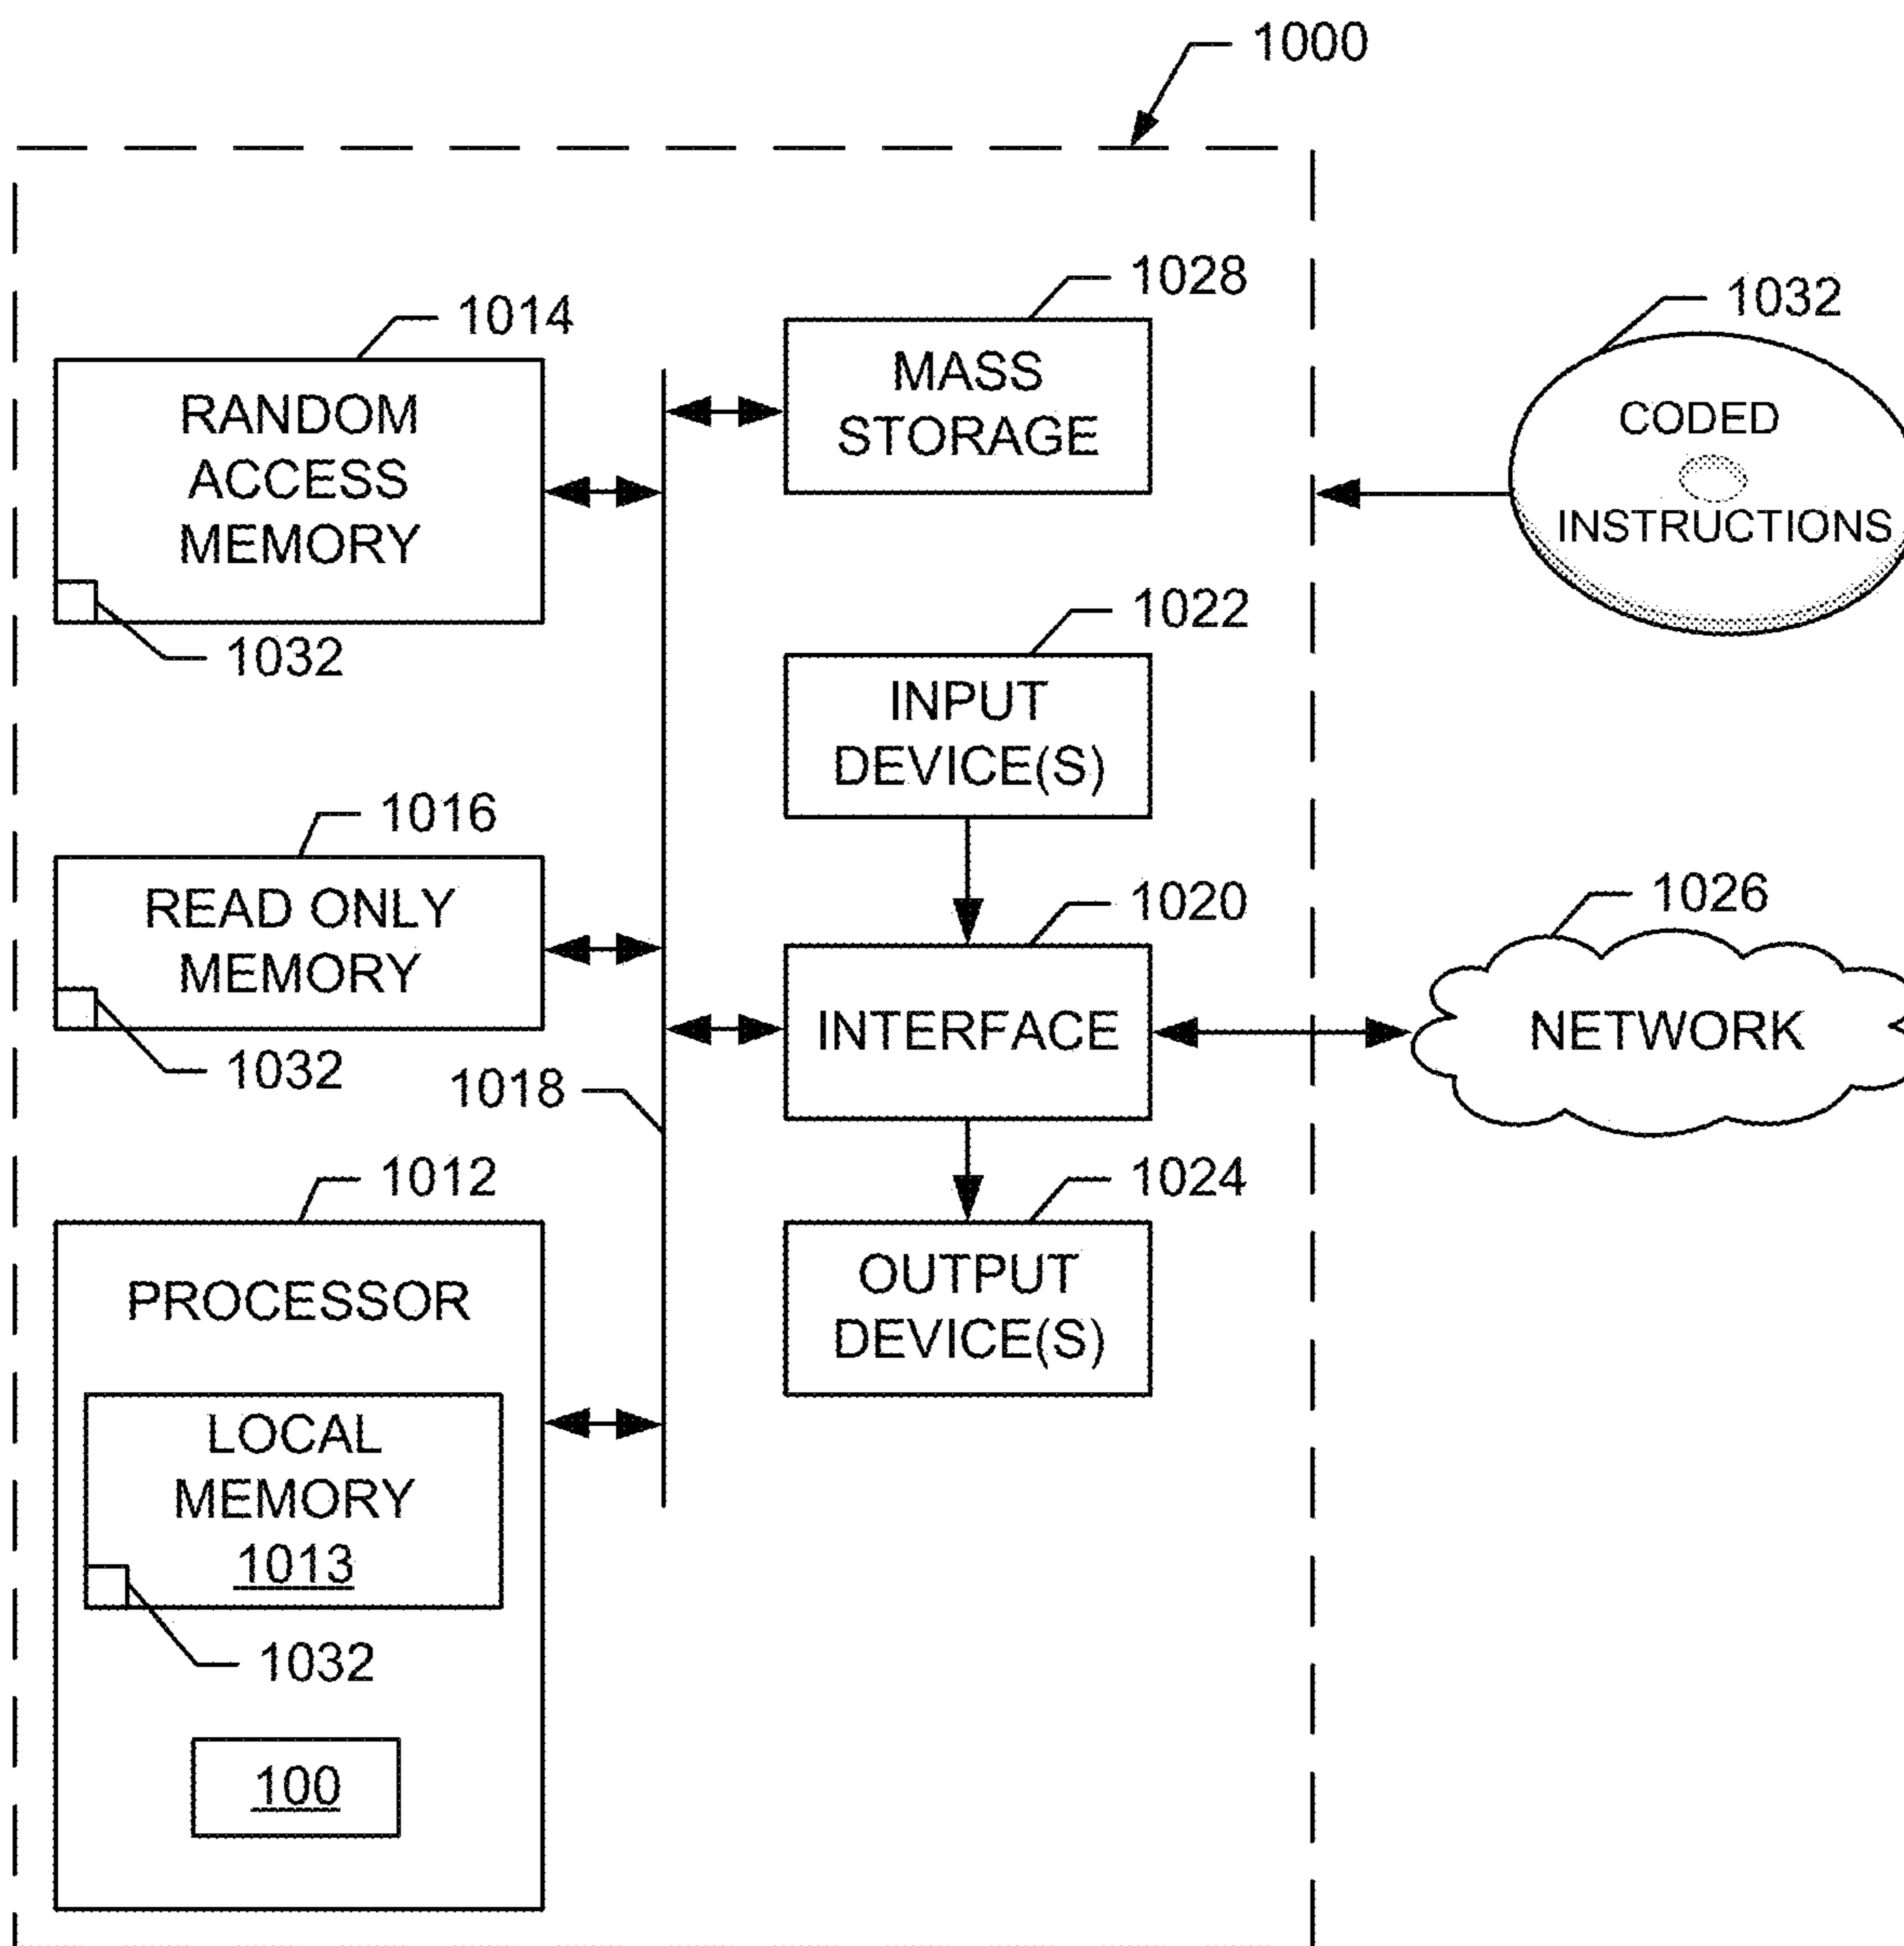 1000
1014
RANDOM
ACCESS
MEMORY
1032
1028
MASS
STORAGE
1032
CODED
INSTRUCTIONS
1022
INPUT
DEVICE(S)
1016
READ ONLY
MEMORY
1032
1018
1020
INTERFACE
1026
NETWORK
1012
PROCESSOR
LOCAL
MEMORY
1013
1032
100
1024
OUTPUT
DEVICE(S)